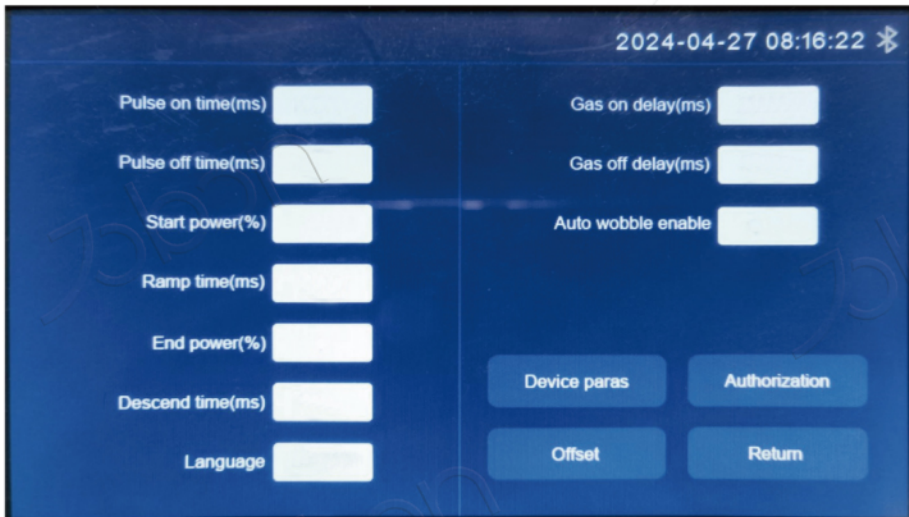 2024-04-27 08:16:22
Pulse on time(ms)
Pulse off time(ms)
Start power(%)
Ramp time(ms)
End power(%)
Descend time(ms)
Language
Gas on delay(ms)
Gas off delay(ms)
Auto wobble enable
Device paras
Authorization
Offset
Return